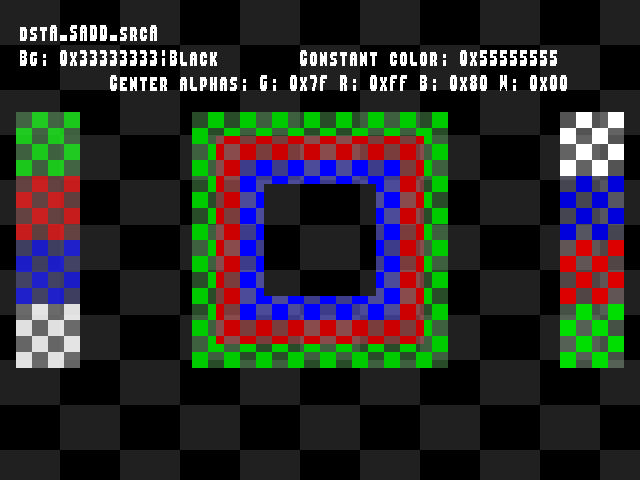 dstA_SADD_srcA
Bg: 0x33333333;Black Constant color: 0x55555555
Center alphas: G: 0x7f R: 0xff B: 0x80 W: 0x00